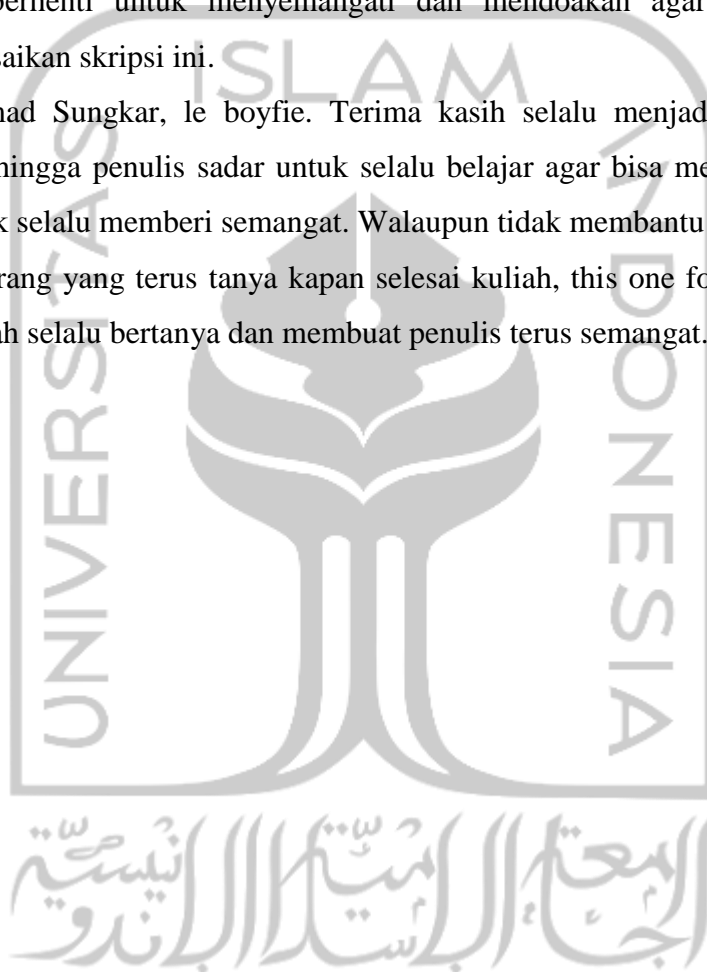 berhenti untuk menyemangati dan mendoakan agar
aikan skripsi ini.
nad Sungkar, le boyfie. Terima kasih selalu menjad
hingga penulis sadar untuk selalu belajar agar bisa me
k selalu memberi semangat. Walaupun tidak membantu
rang yang terus tanya kapan selesai kuliah, this one fo
ah selalu bertanya dan membuat penulis terus semangat.
ISLAM
UNIVERSITAS
INDONESIA